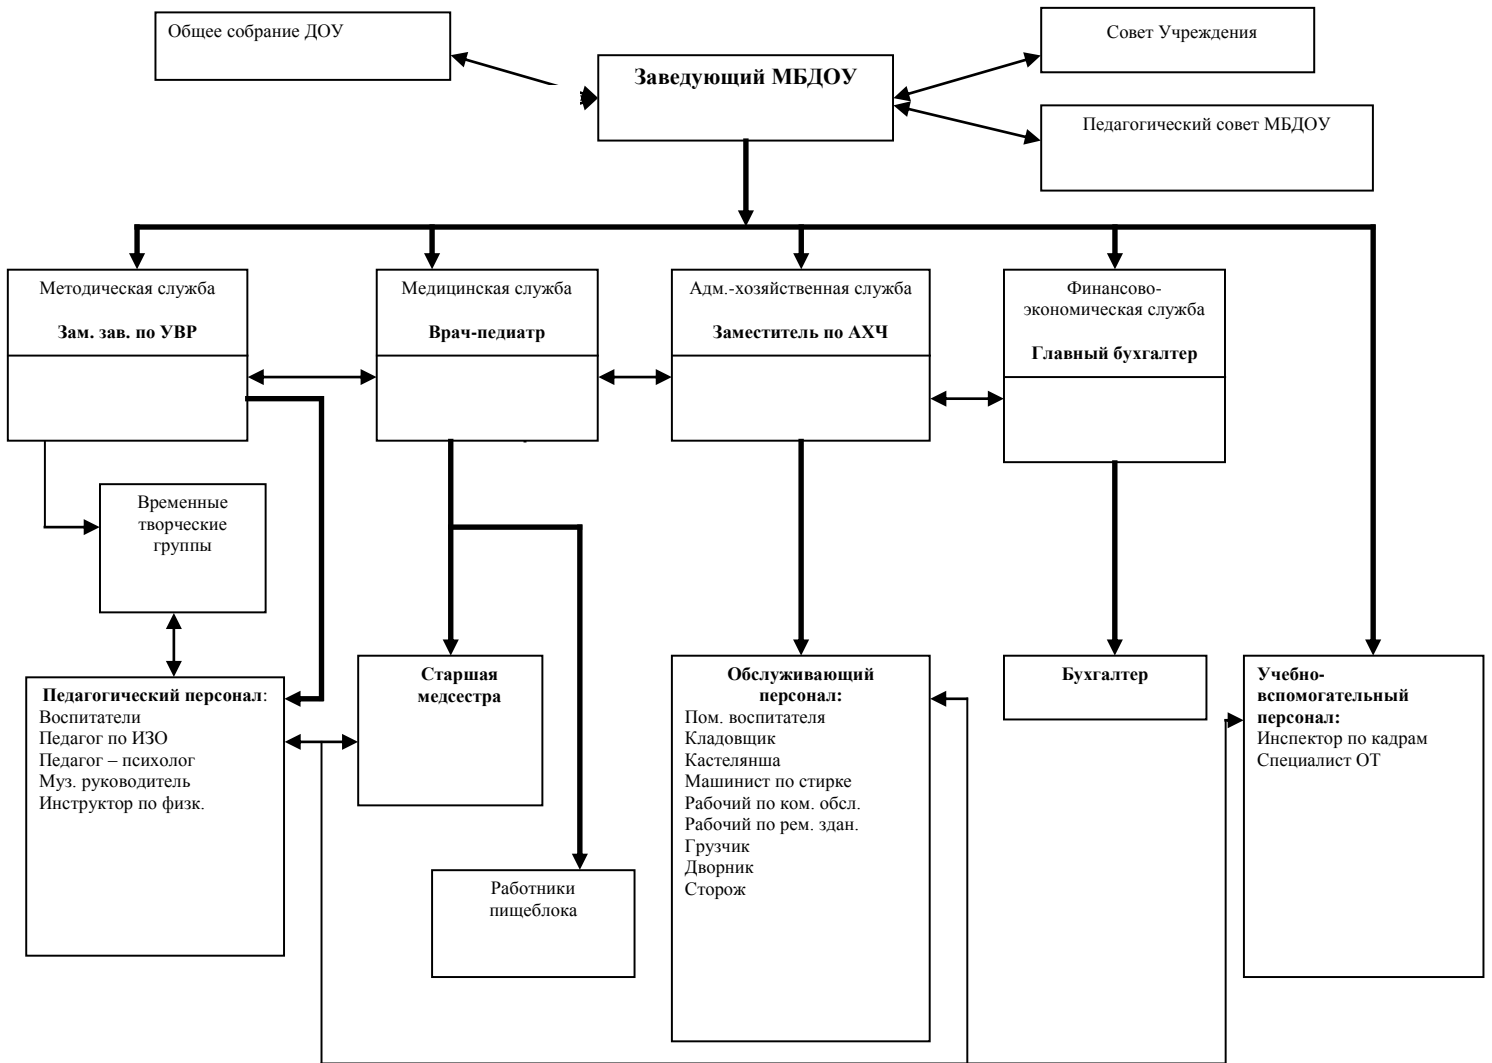 Общее собрание ДОУ
Заведующий МБДОУ
Совет Учреждения
Педагогический совет МБДОУ
Методическая служба
Зам. зав. по УВР
Медицинская служба
Врач-педиатр
Адм.-хозяйственная служба
Заместитель по АХЧ
Финансово-
экономическая служба
Главный бухгалтер
Временные
творческие
группы
Педагогический персонал:
Воспитатели
Педагог по ИЗО
Педагог – психолог
Муз. руководитель
Инструктор по физк.
Старшая
медсестра
Работники
пищеблока
Обслуживающий
персонал:
Пом. воспитателя
Кладовщик
Кастелянша
Машинист по стирке
Рабочий по ком. обсл.
Рабочий по рем. здан.
Грузчик
Дворник
Сторож
Бухгалтер
Учебно-
вспомогательный
персонал:
Инспектор по кадрам
Специалист ОТ